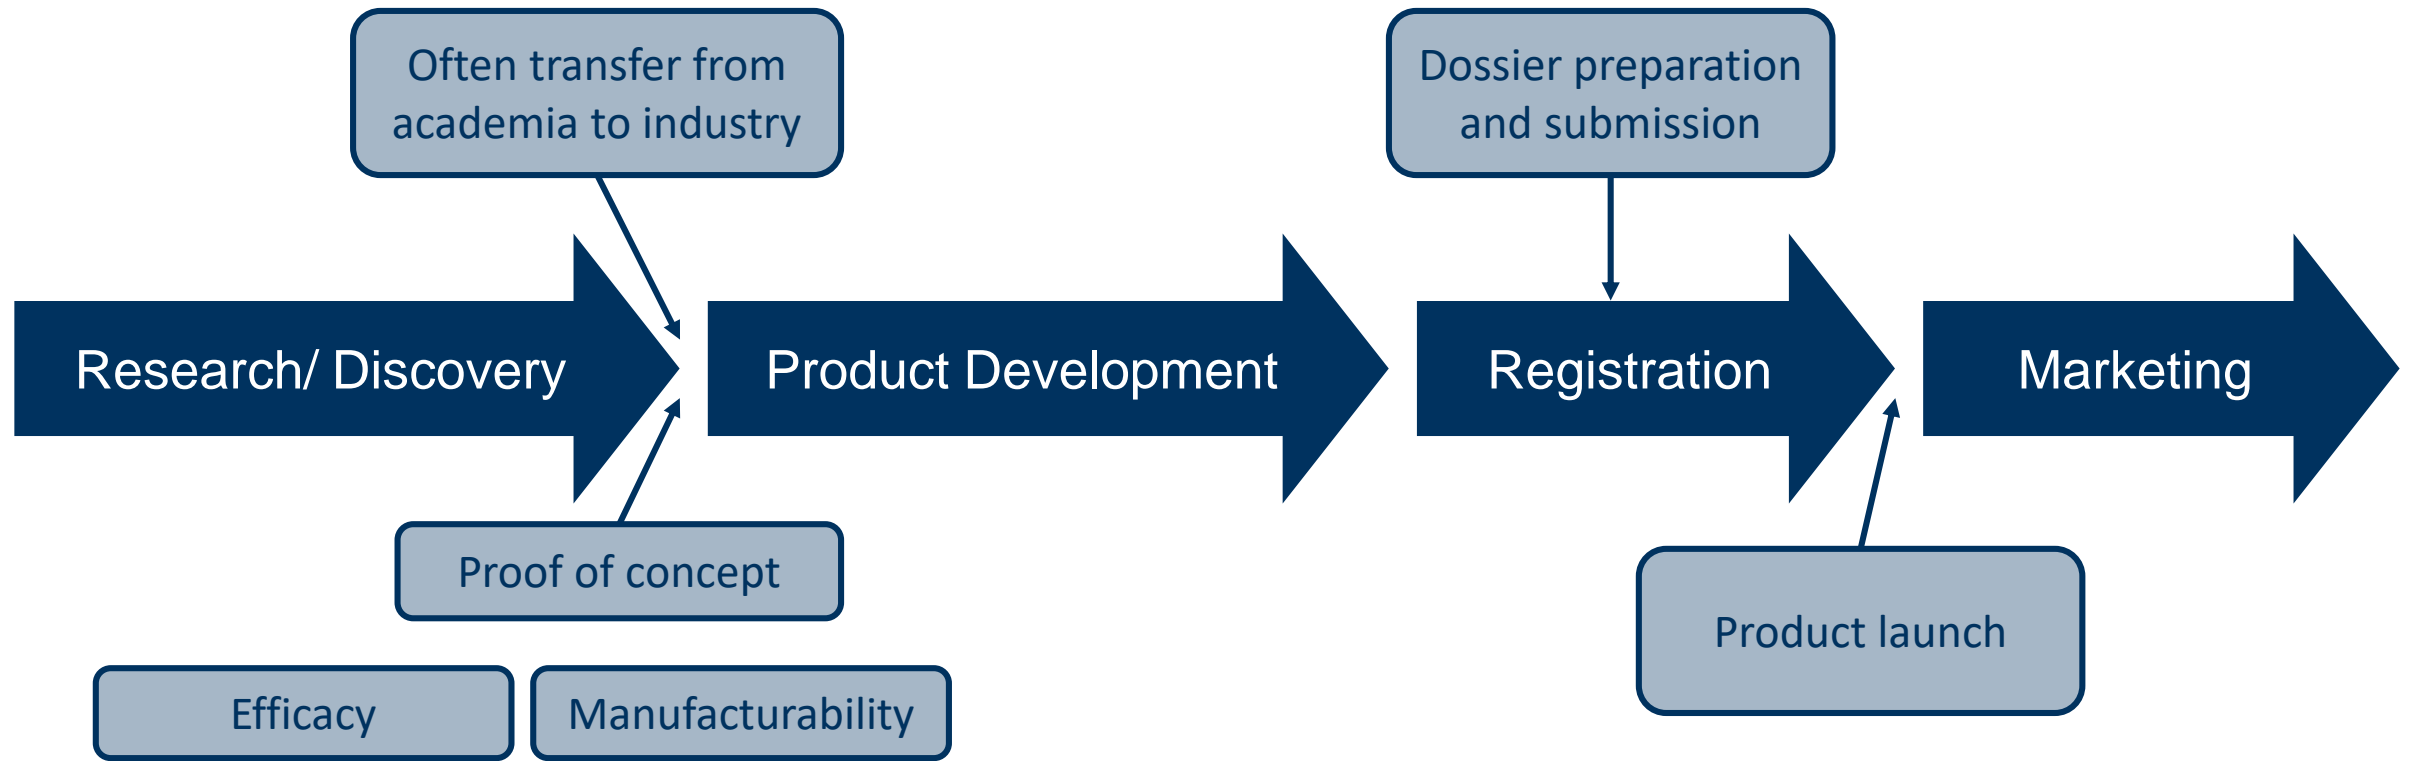 Often transfer from
academia to industry
Dossier preparation
and submission
Research/ Discovery
Product Development
Registration
Marketing
Proof of concept
Product launch
Efficacy
Manufacturability